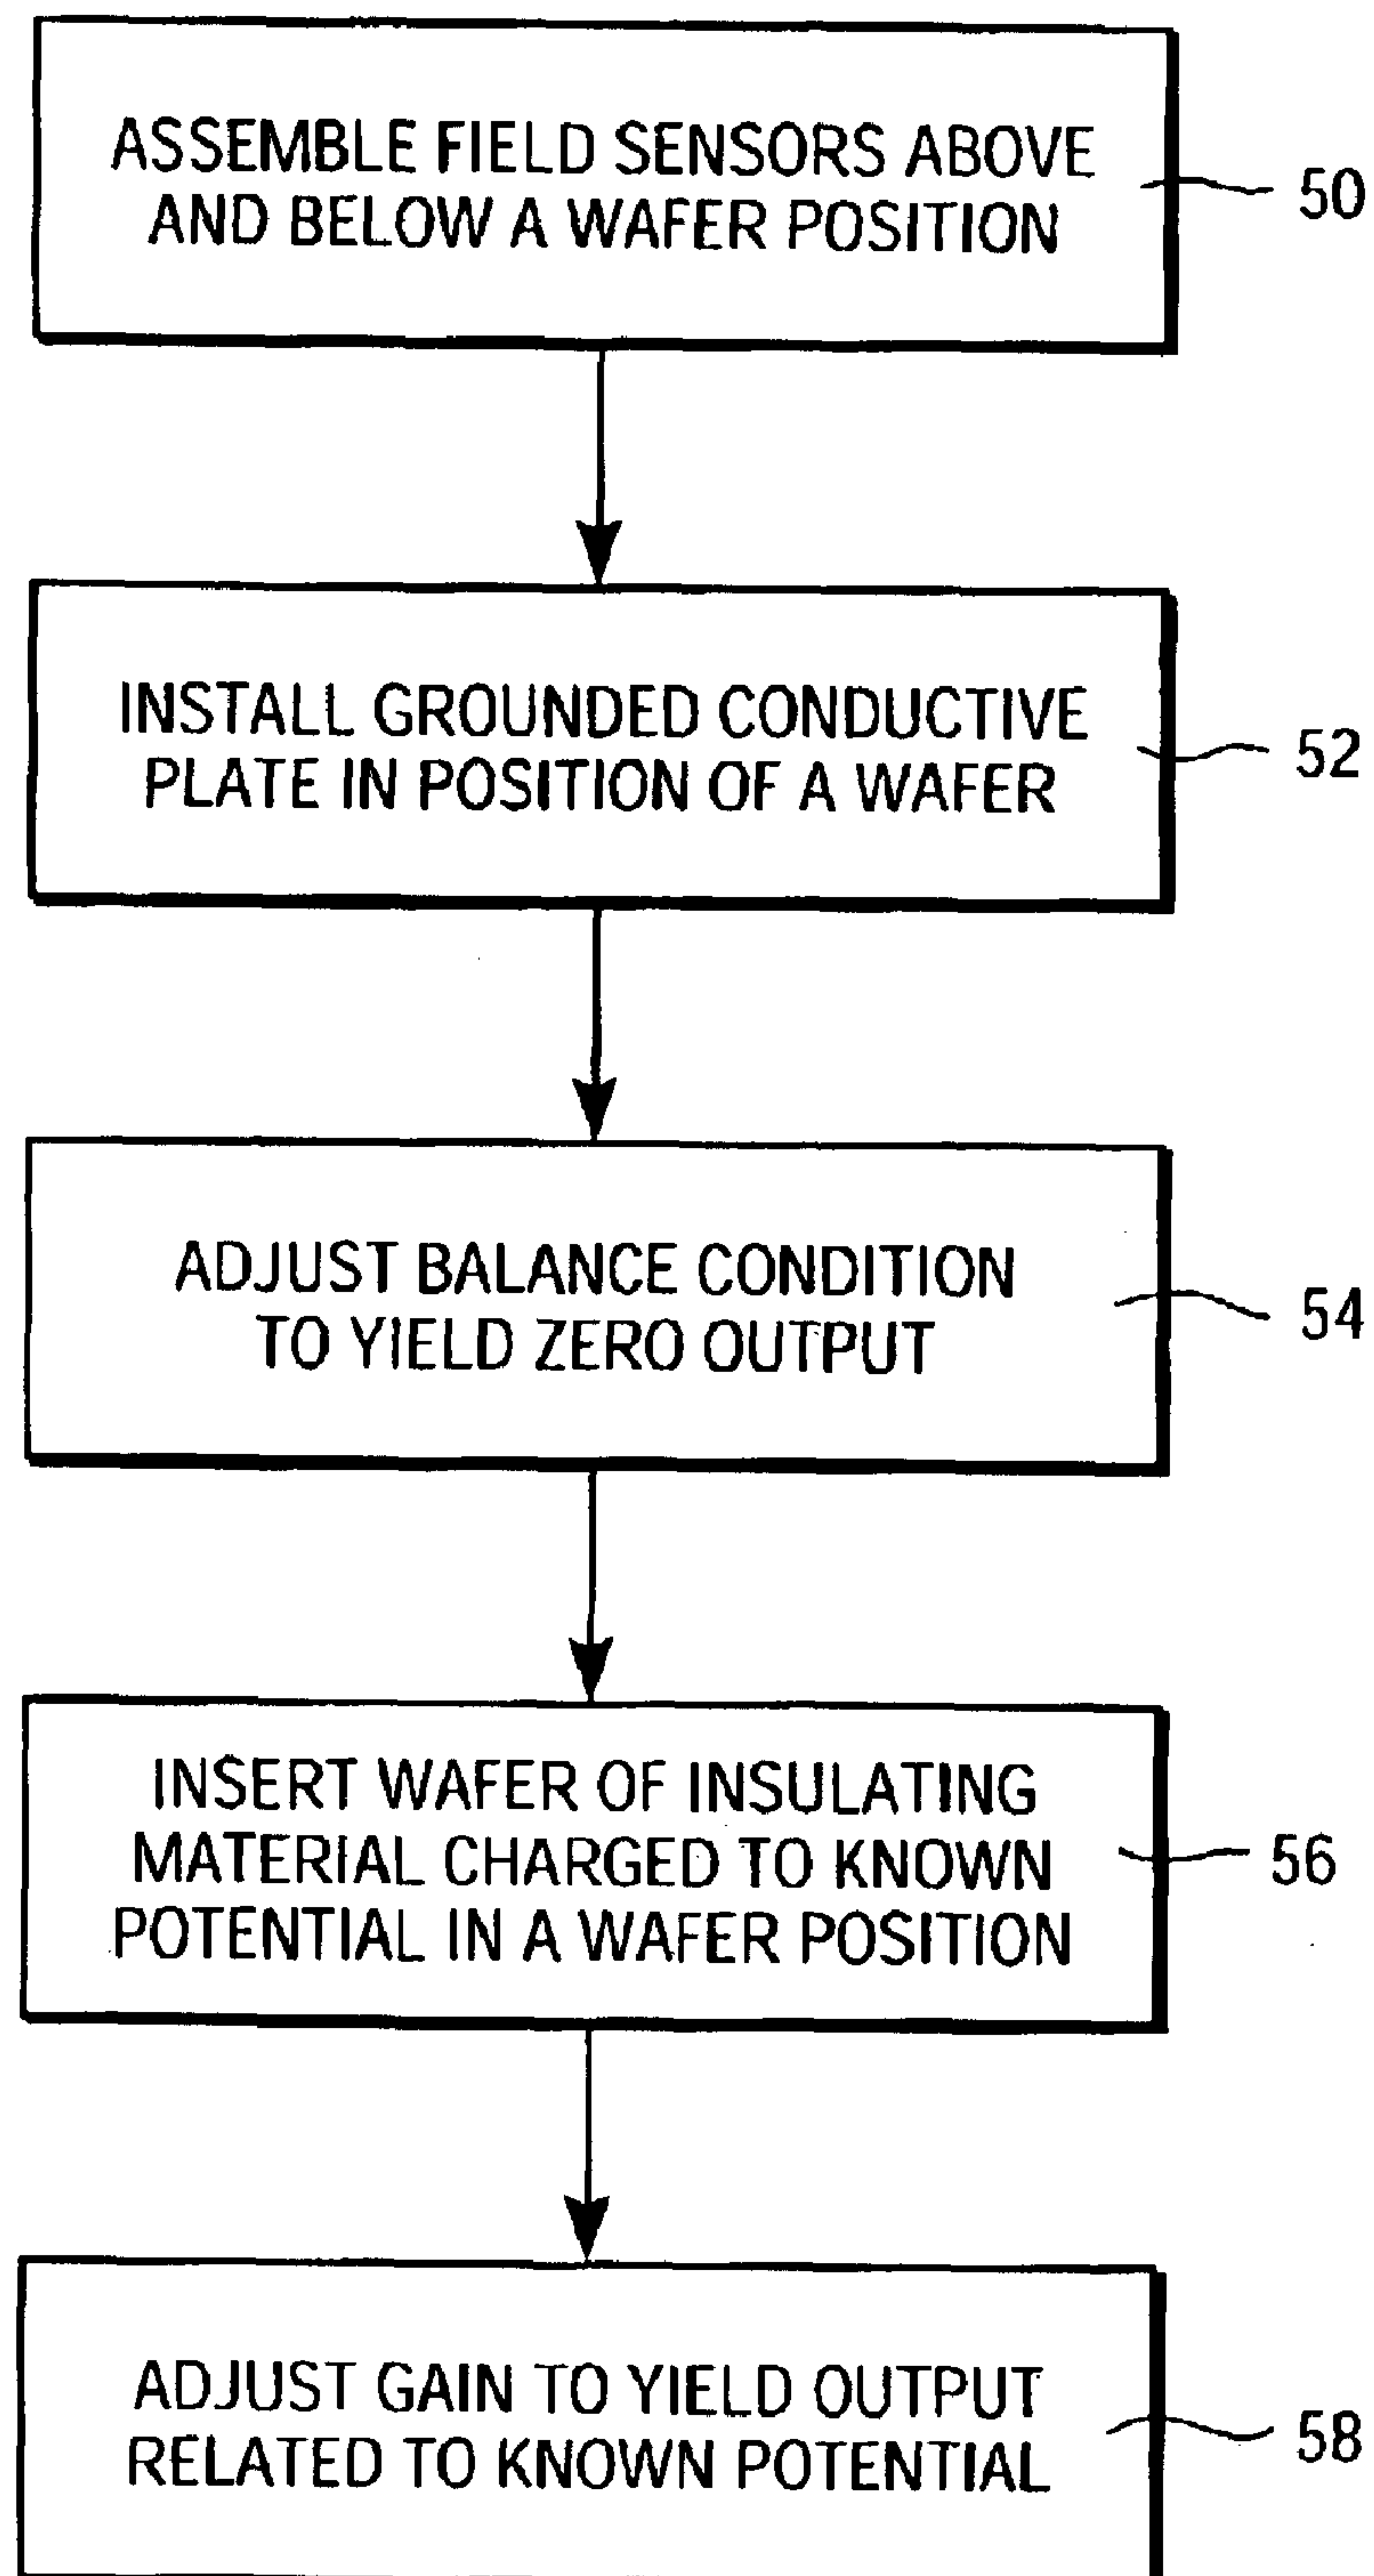 ASSEMBLE FIELD SENSORS ABOVE
AND BELOW A WAFER POSITION
50
INSTALL GROUNDED CONDUCTIVE
PLATE IN POSITION OF A WAFER
52
ADJUST BALANCE CONDITION
TO YIELD ZERO OUTPUT
54
INSERT WAFER OF INSULATING
MATERIAL CHARGED TO KNOWN
POTENTIAL IN A WAFER POSITION
56
ADJUST GAIN TO YIELD OUTPUT
RELATED TO KNOWN POTENTIAL
58